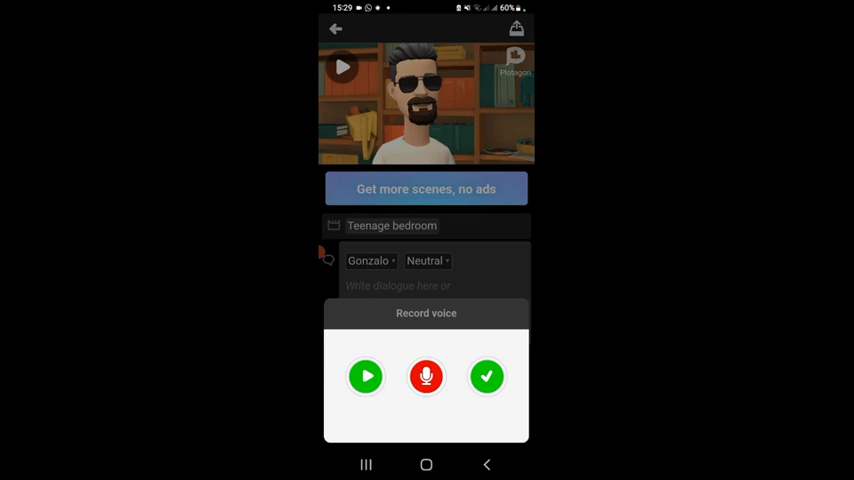 15:29
60%
Plotagon
Get more scenes, no ads
Teenage bedroom
Gonzalo
Neutral
Write dialogue here or
Record voice